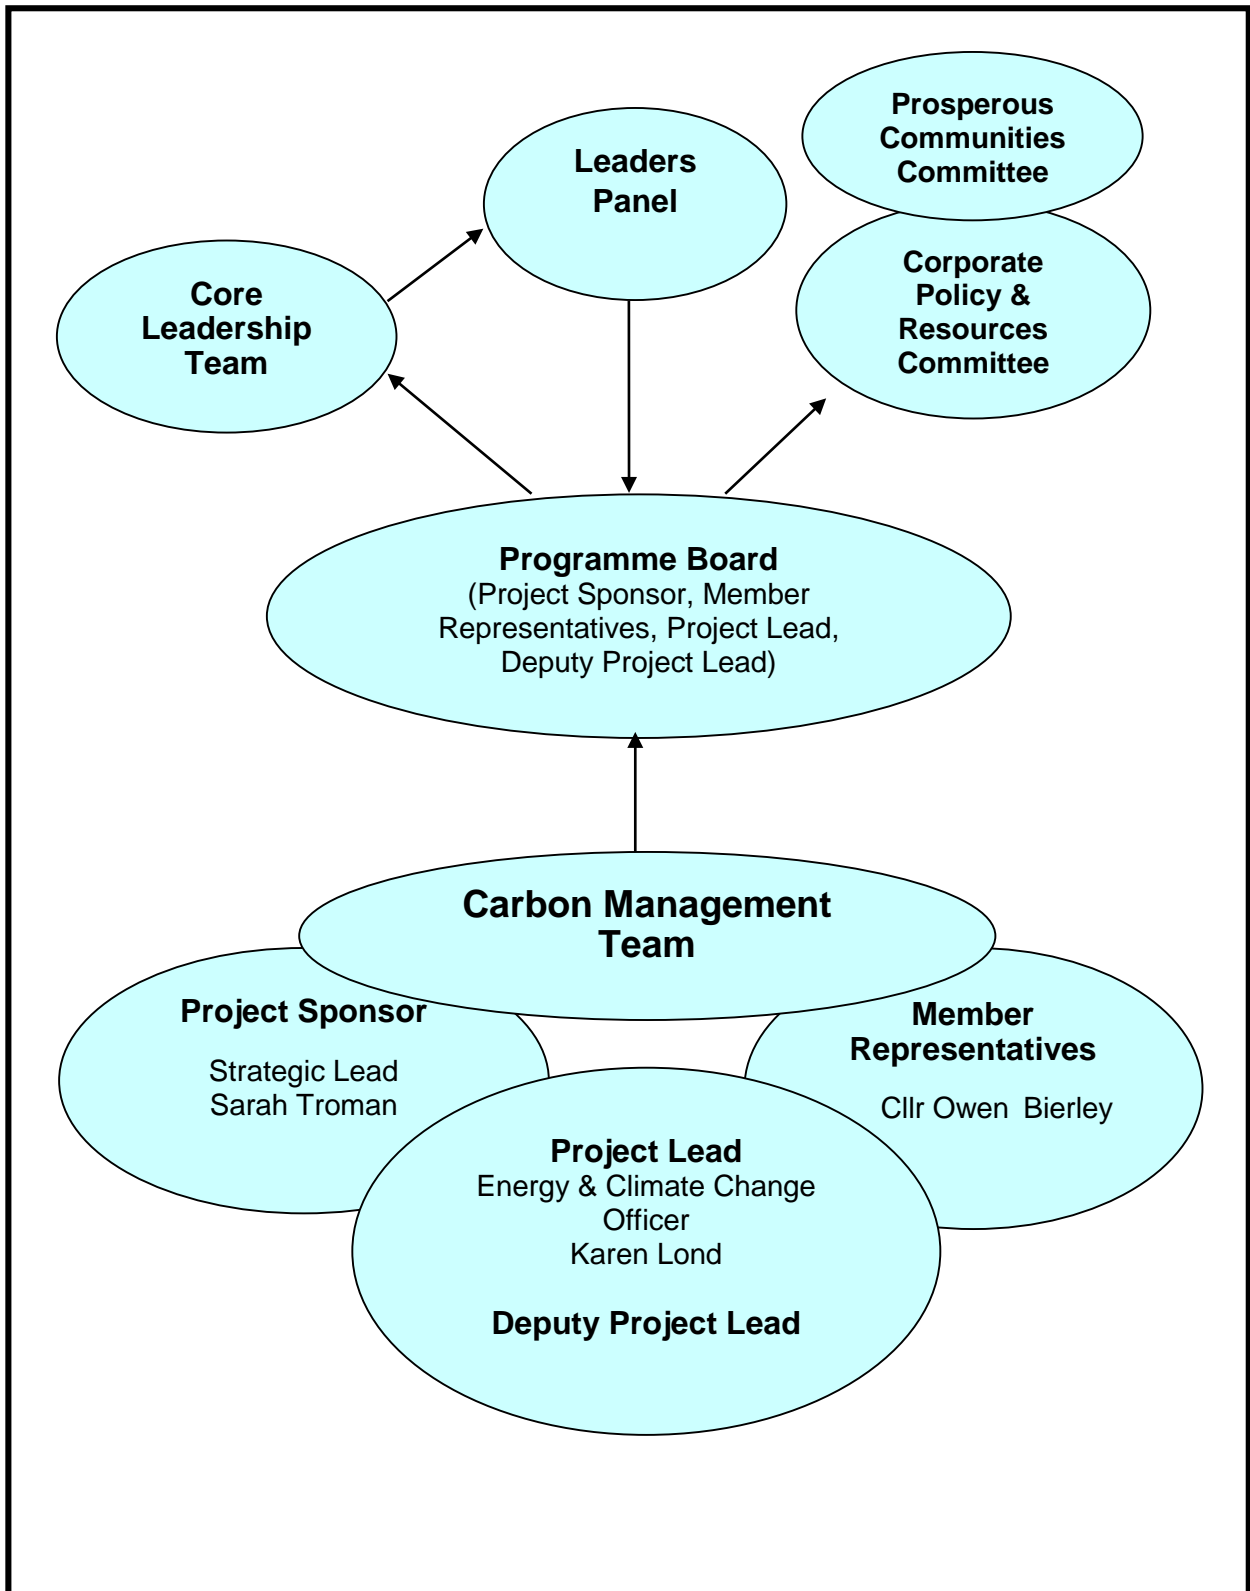 Prosperous
Communities
Committee
Leaders
Panel
Corporate
Policy &
Resources
Committee
Core
Leadership
Team
Programme Board
(Project Sponsor, Member
Representatives, Project Lead,
Deputy Project Lead)
Carbon Management
Team
Project Sponsor
Strategic Lead
Sarah Troman
Member
Representatives
Cllr Owen  Bierley
Project Lead
Energy & Climate Change
Officer
Karen Lond
Deputy Project Lead